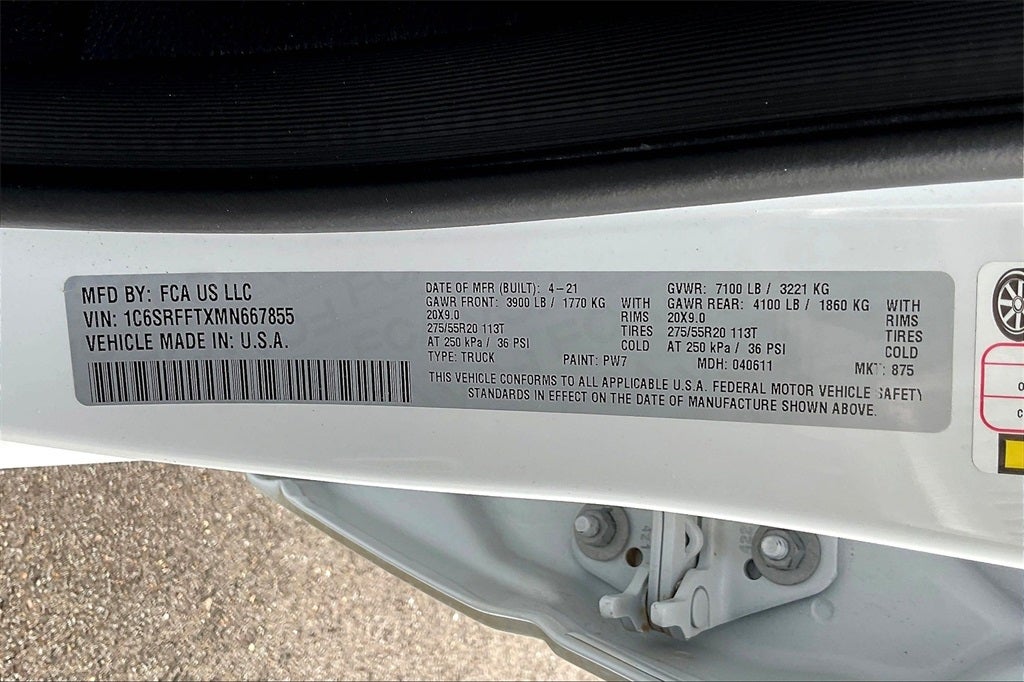 MFD BY: FCA US LLC
VIN: 1C6SRFFTXMN667855
VEHICLE MADE IN: U.S.A.
DATE OF MFR (BUILT): 4-21
GAWR FRONT: 3900 LB / 1770 KG WITH
20X9.0 RIMS
275/55R20 113T TIRES
AT 250 kPa / 36 PSI COLD
TYPE: TRUCK PAINT: PW7
GVWR: 7100 LB / 3221 KG
GAWR REAR: 4100 LB / 1860 KG WITH
20X9.0 RIMS
275/55R20 113T TIRES
AT 250 kPa / 36 PSI COLD
MDH: 040611 MKT: 875
THIS VEHICLE CONFORMS TO ALL APPLICABLE U.S.A. FEDERAL MOTOR VEHICLE SAFETY
STANDARDS IN EFFECT ON THE DATE OF MANUFACTURE SHOWN ABOVE.